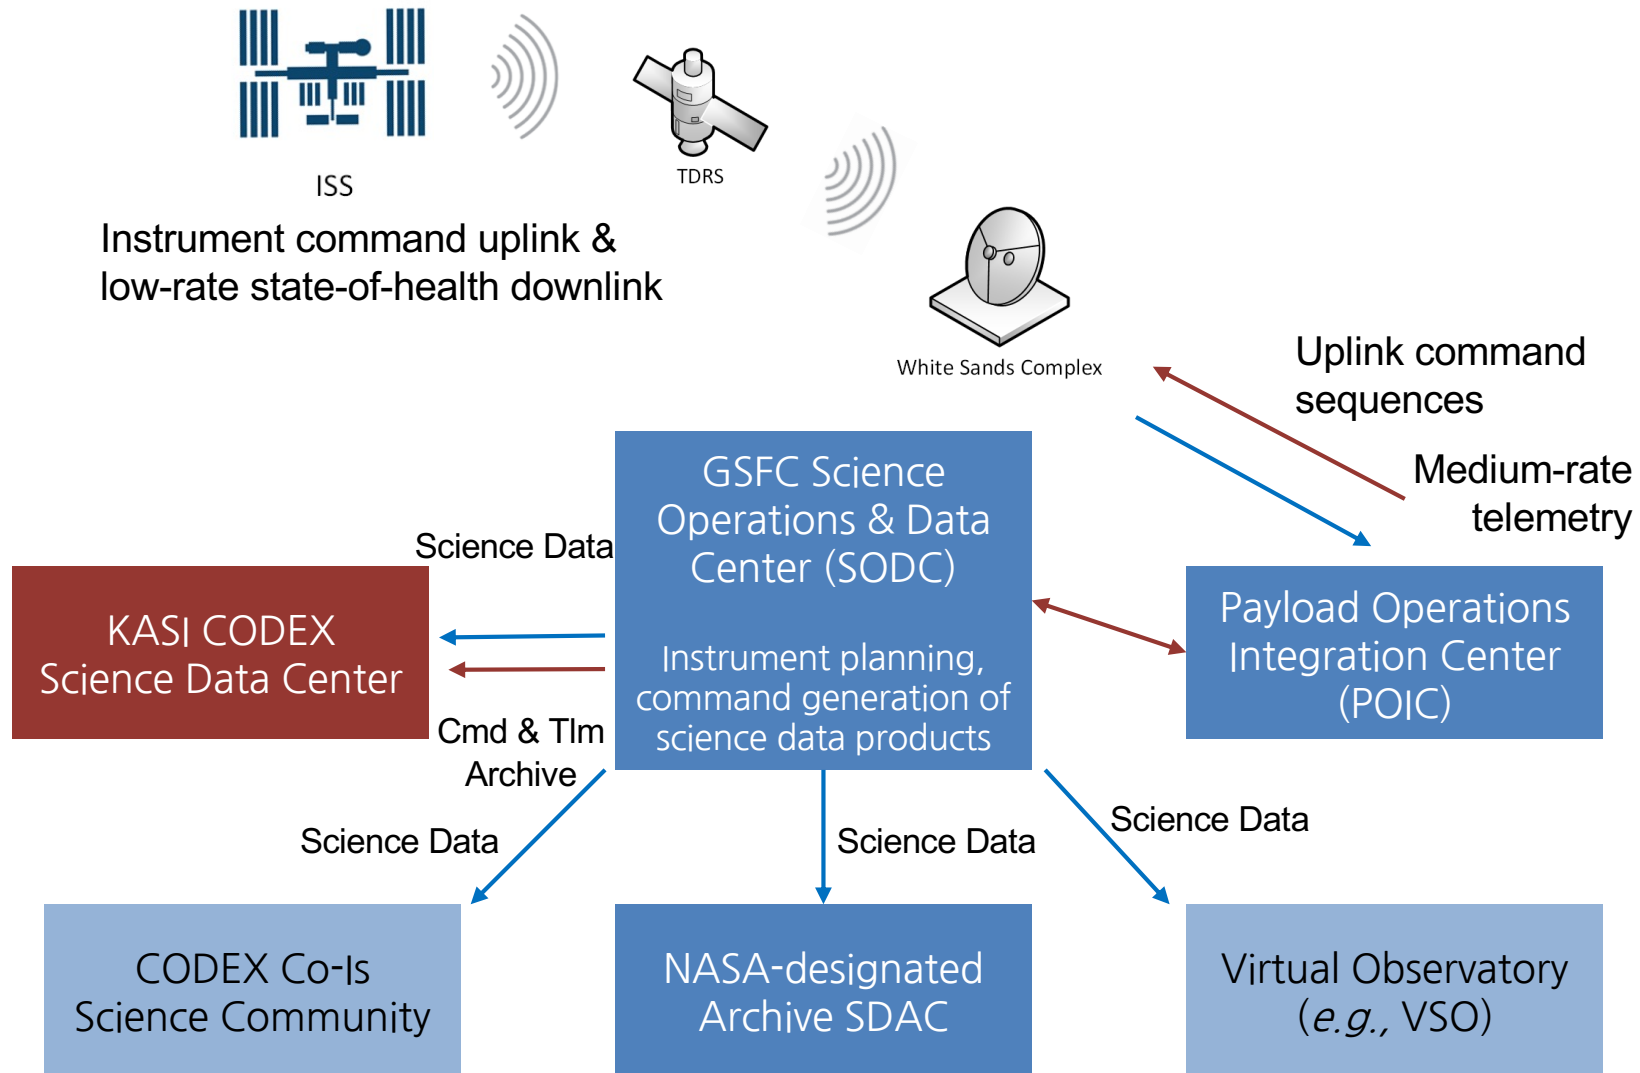 ISS
TDRS
Instrument command uplink &
low-rate state-of-health downlink
White Sands Complex
Uplink command
sequences
Medium-rate
telemetry
GSFC Science
Operations & Data
Center (SODC)
Instrument planning,
command generation of
science data products
Science Data
KASI CODEX
Science Data Center
Cmd & Tlm
Archive
Payload Operations
Integration Center
(POIC)
Science Data
Science Data
Science Data
CODEX Co-Is
Science Community
NASA-designated
Archive SDAC
Virtual Observatory
(e.g., VSO)